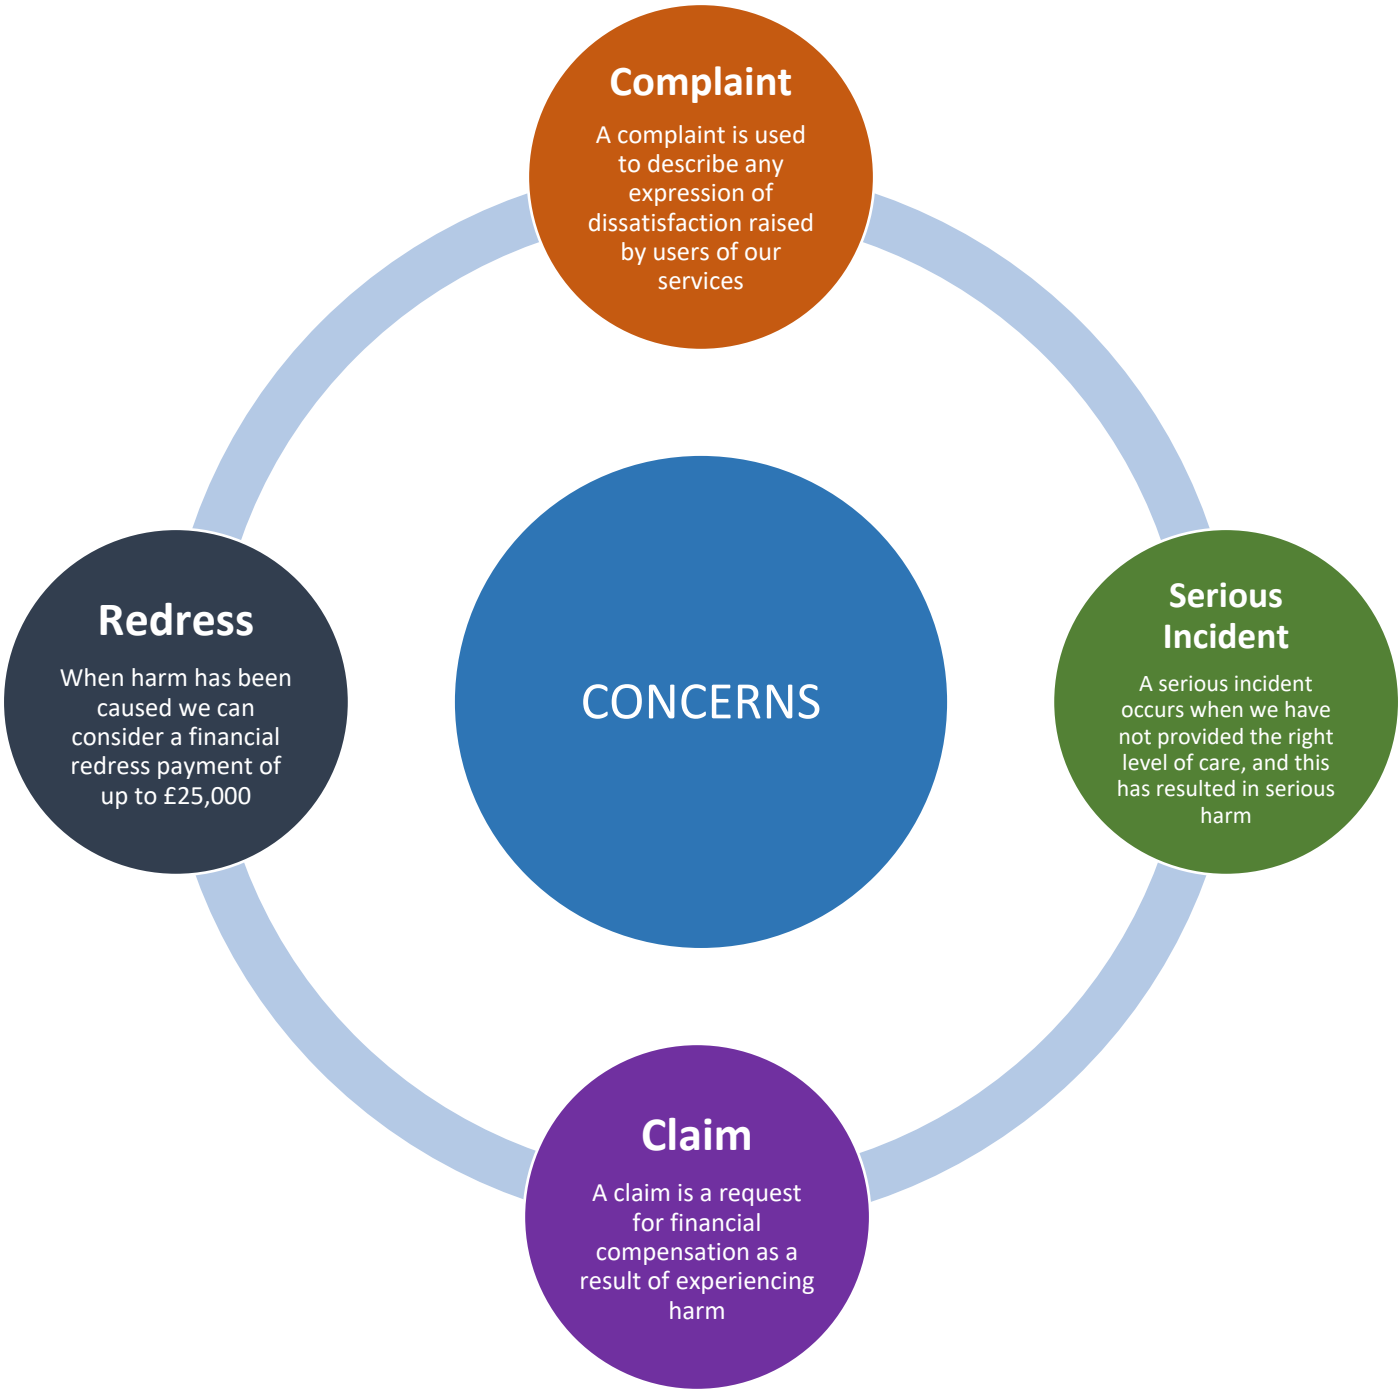 Complaint
A complaint is used
to describe any
expression of
dissatisfaction raised
by users of our
services
Redress
When harm has been
caused we can
consider a financial
redress payment of
up to £25,000
CONCERNS
Serious
Incident
A serious incident
occurs when we have
not provided the right
level of care, and this
has resulted in serious
harm
Claim
A claim is a request
for financial
compensation as a
result of experiencing
harm